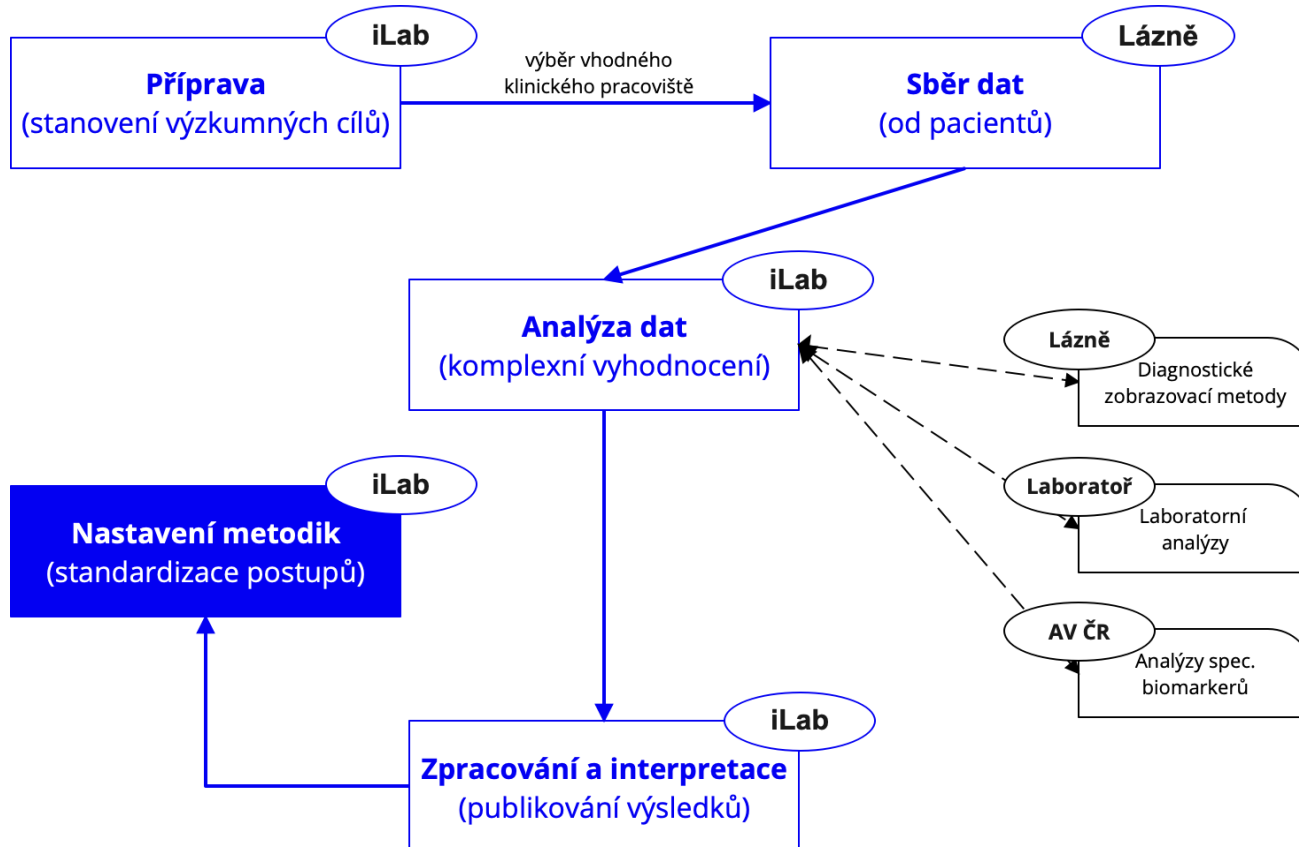 iLab
Příprava
(stanovení výzkumných cílů)
výběr vhodného
klinického pracoviště
Lázně
Sběr dat
(od pacientů)
iLab
Analýza dat
(komplexní vyhodnocení)
Lázně
Diagnostické
zobrazovací metody
Laboratoř
Laboratorní
analýzy
AV ČR
Analýzy spec.
biomarkerů
iLab
Zpracování a interpretace
(publikování výsledků)
iLab
Nastavení metodik
(standardizace postupů)